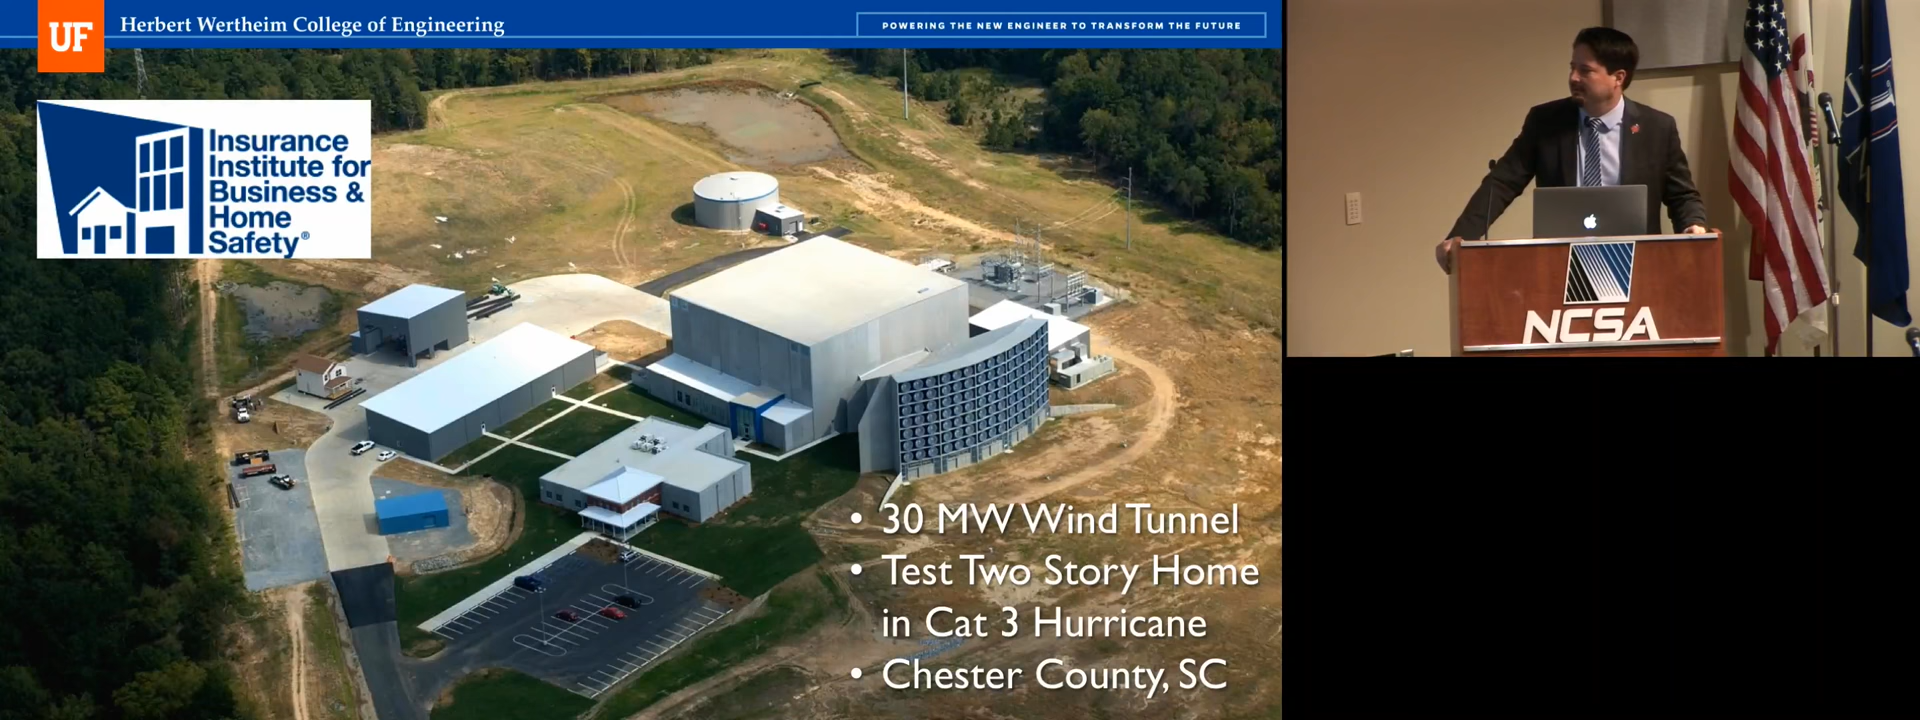 UF
Herbert Wertheim College of Engineering
POWERING THE NEW ENGINEER TO TRANSFORM THE FUTURE
Insurance
Institute for
Business &
Home
Safety®
• 30 MW Wind Tunnel
• Test Two Story Home
in Cat 3 Hurricane
• Chester County, SC
NCSA